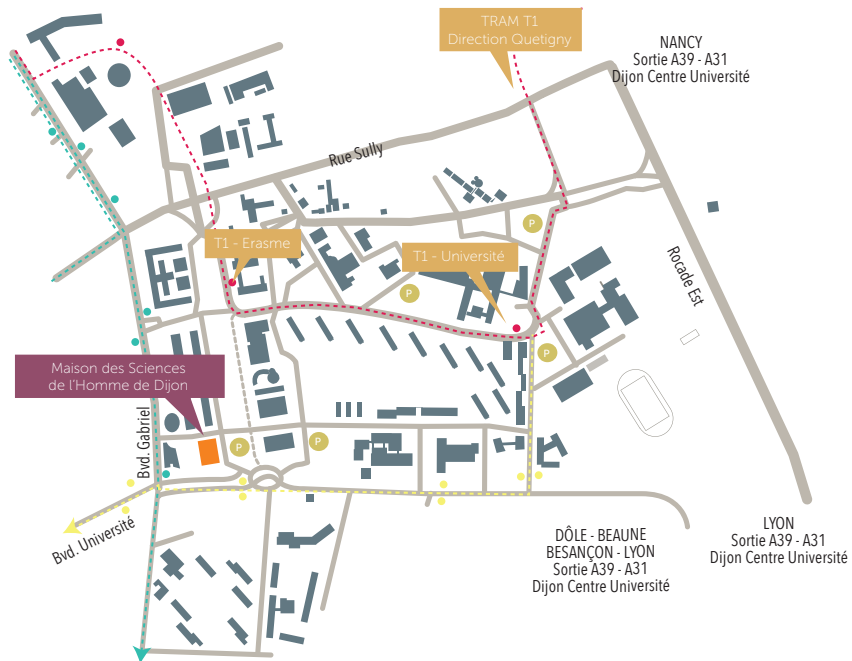 TRAM T1
Direction Quetigny
NANCY
Sortie A39 - A31
Dijon Centre Université
Rue Sully
P
T1 - Erasme
T1 - Université
P
Rocade Est
P
Maison des Sciences
de l'Homme de Dijon
Bvd. Gabriel
P
P
Bvd. Université
DÔLE - BEAUNE
BESANÇON - LYON
Sortie A39 - A31
Dijon Centre Université
LYON
Sortie A39 - A31
Dijon Centre Université